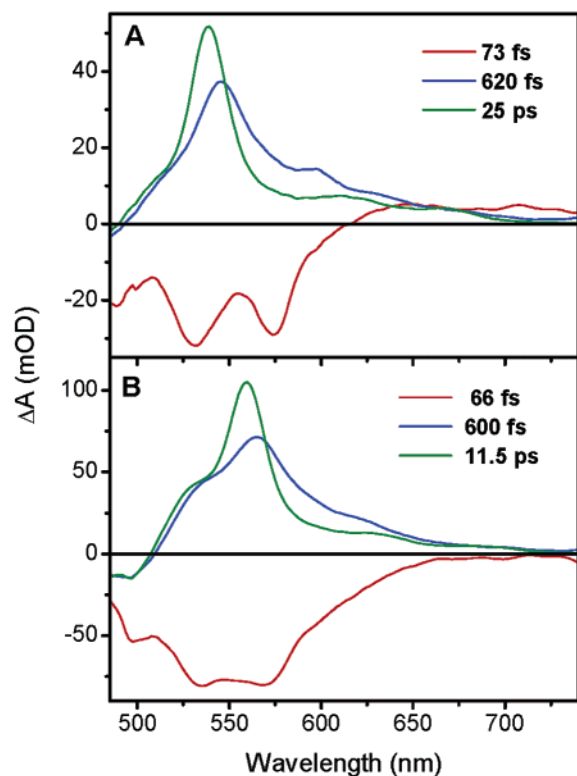 A
73 fs
620 fs
25 ps
40
20
0
-20
B
66 fs
600 fs
11.5 ps
100
50
0
-50
ΔA (mOD)
500 550 600 650 700
Wavelength (nm)